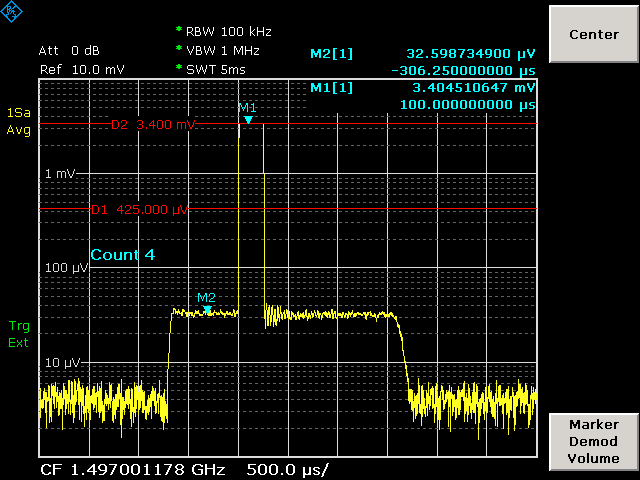 RBW 100 kHz
Att 0 dB
VBW 1 MHz
Ref 10.0 mV
SWT 5ms
M2[1] 32.598734900 µV
-306.250000000 µs
M1[1] 3.404510647 mV
100.000000000 µs
Center
M1
1Sa
Avg
D2 3.400 mV
1 mV
D1 425.000 µV
Count 4
100 µV
M2
Trg
Ext
10 µV
Marker
Demod
Volume
CF 1.497001178 GHz 500.0 µs/